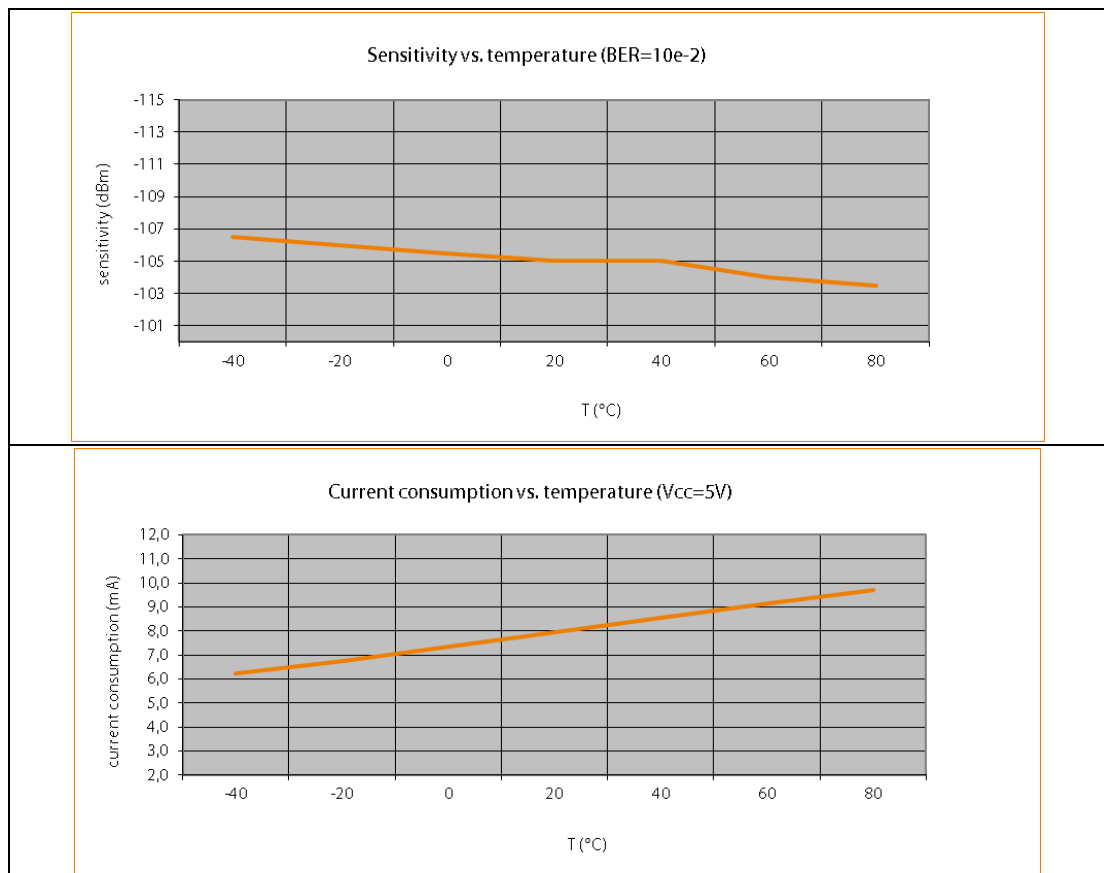 Sensitivity vs. temperature (BER=10e-2)
-115
-113
-111
-109
-107
-105
-103
-101
sensitivity (dBm)
-40 -20 0 20 40 60 80
T (°C)
Current consumption vs. temperature (Vcc=5V)
12,0
11,0
10,0
9,0
8,0
7,0
6,0
5,0
4,0
3,0
2,0
current consumption (mA)
-40 -20 0 20 40 60 80
T (°C)